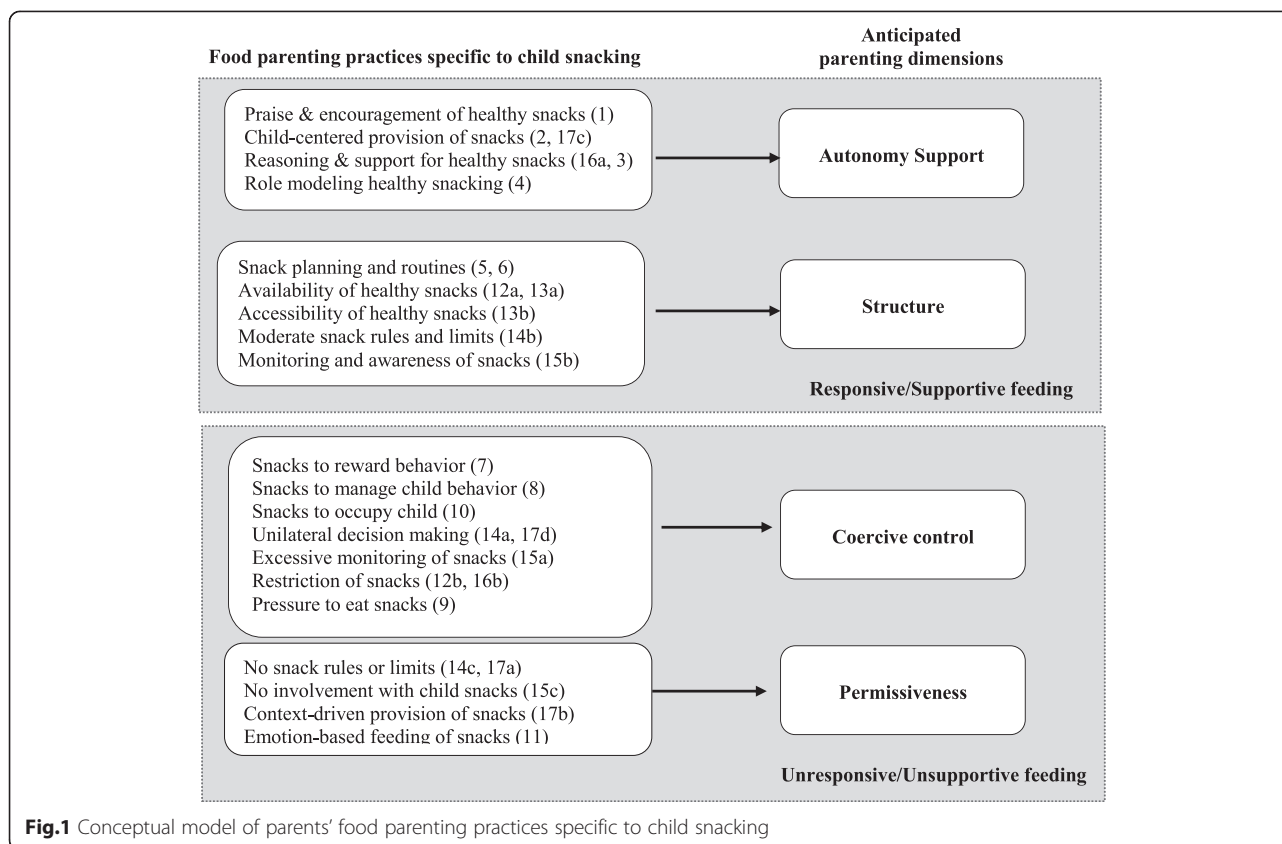 Food parenting practices specific to child snacking
Anticipated
parenting dimensions
Praise & encouragement of healthy snacks (1)
Child-centered provision of snacks (2, 17c)
Reasoning & support for healthy snacks (16a, 3)
Role modeling healthy snacking (4)
Autonomy Support
Snack planning and routines (5, 6)
Availability of healthy snacks (12a, 13a)
Accessibility of healthy snacks (13b)
Moderate snack rules and limits (14b)
Monitoring and awareness of snacks (15b)
Structure
Responsive/Supportive feeding
Snacks to reward behavior (7)
Snacks to manage child behavior (8)
Snacks to occupy child (10)
Unilateral decision making (14a, 17d)
Excessive monitoring of snacks (15a)
Restriction of snacks (12b, 16b)
Pressure to eat snacks (9)
Coercive control
No snack rules or limits (14c, 17a)
No involvement with child snacks (15c)
Context-driven provision of snacks (17b)
Emotion-based feeding of snacks (11)
Permissiveness
Unresponsive/Unsupportive feeding
Fig.1 Conceptual model of parents' food parenting practices specific to child snacking